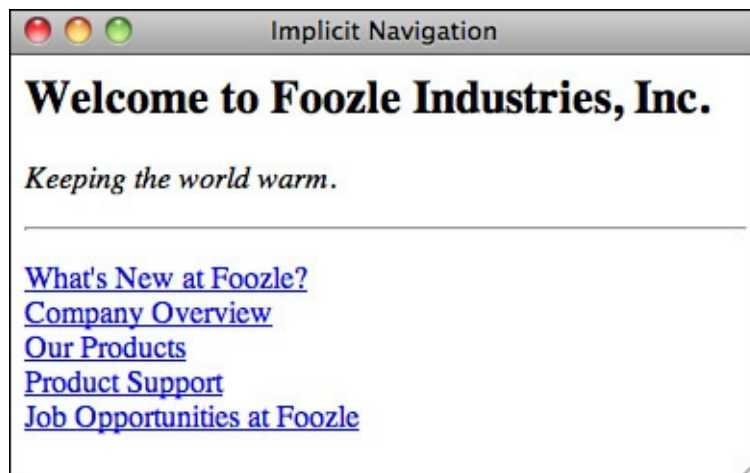 Implicit Navigation
Welcome to Foozle Industries, Inc.
Keeping the world warm.
What's New at Foozle?
Company Overview
Our Products
Product Support
Job Opportunities at Foozle